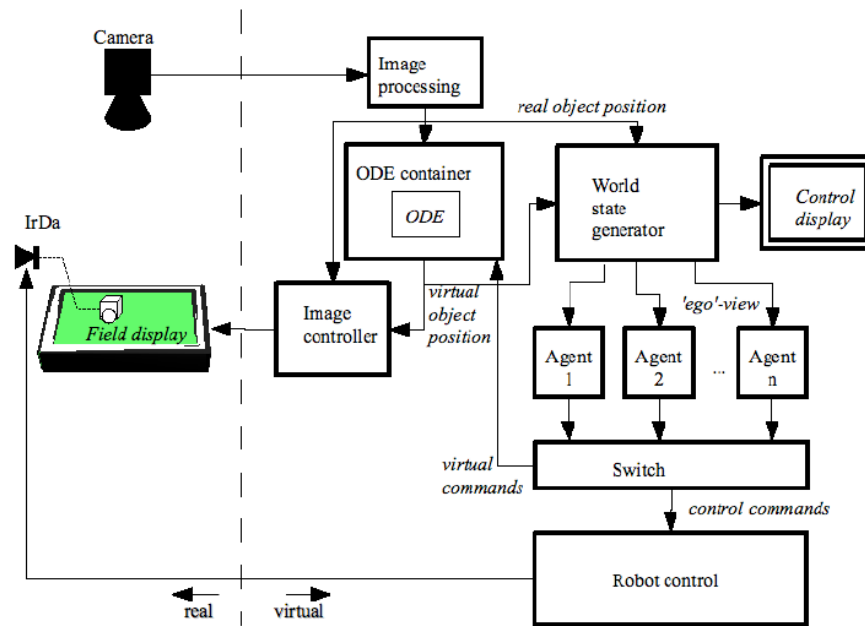 Camera
Image
processing
real object position
ODE container
ODE
World
state
generator
Control
display
IrDa
Image
controller
virtual
object
position
'ego'-view
Field display
Agent
1
Agent
2
...
Agent
n
virtual
commands
Switch
control commands
Robot control
real
virtual